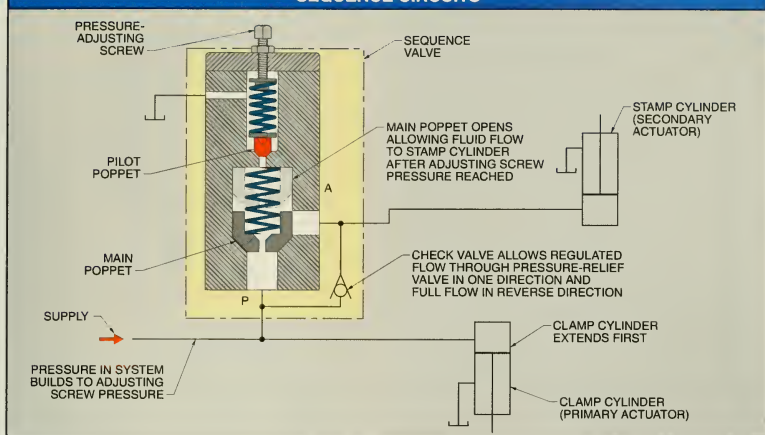 SEQUENCE CIRCUITS
PRESSURE-
ADJUSTING
SCREW
SEQUENCE
VALVE
STAMP CYLINDER
(SECONDARY
ACTUATOR)
MAIN POPPET OPENS
ALLOWING FLUID FLOW
TO STAMP CYLINDER
AFTER ADJUSTING SCREW
PRESSURE REACHED
PILOT
POPPET
A
MAIN
POPPET
CHECK VALVE ALLOWS REGULATED
FLOW THROUGH PRESSURE-RELIEF
VALVE IN ONE DIRECTION AND
FULL FLOW IN REVERSE DIRECTION
P
SUPPLY
CLAMP CYLINDER
EXTENDS FIRST
PRESSURE IN SYSTEM
BUILDS TO ADJUSTING
SCREW PRESSURE
CLAMP CYLINDER
(PRIMARY ACTUATOR)